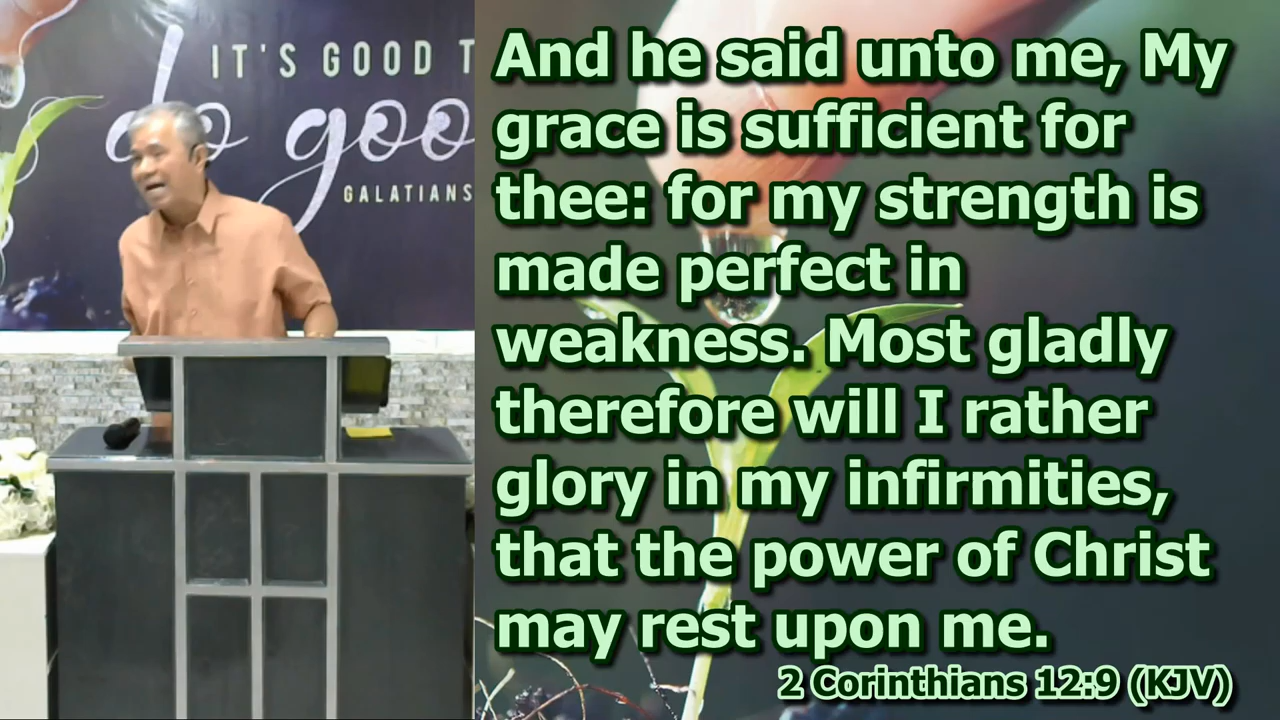 IT'S GOOD T
do goo
GALATIANS
And he said unto me, My
grace is sufficient for
thee: for my strength is
made perfect in
weakness. Most gladly
therefore will I rather
glory in my infirmities,
that the power of Christ
may rest upon me.
2 Corinthians 12:9 (KJV)